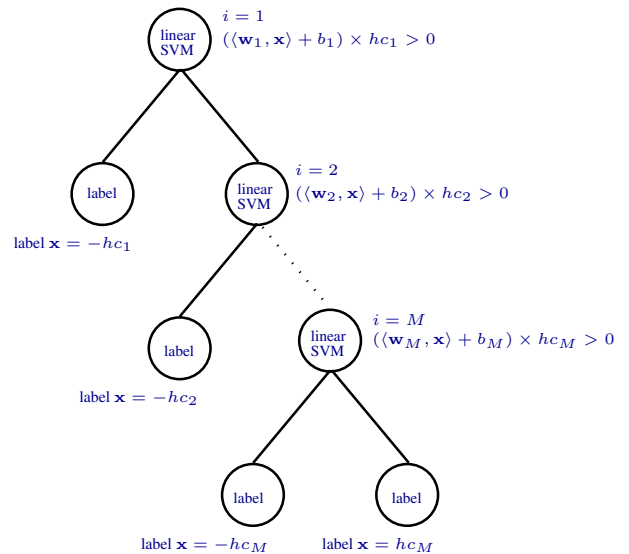 i = 1
linear
SVM
(⟨w₁, x⟩ + b₁) × hc₁ > 0
i = 2
label
linear
SVM
(⟨w₂, x⟩ + b₂) × hc₂ > 0
label x = −hc₁
i = M
linear
SVM
(⟨w_M, x⟩ + b_M) × hc_M > 0
label
label x = −hc₂
label
label
label x = −hc_M
label x = hc_M